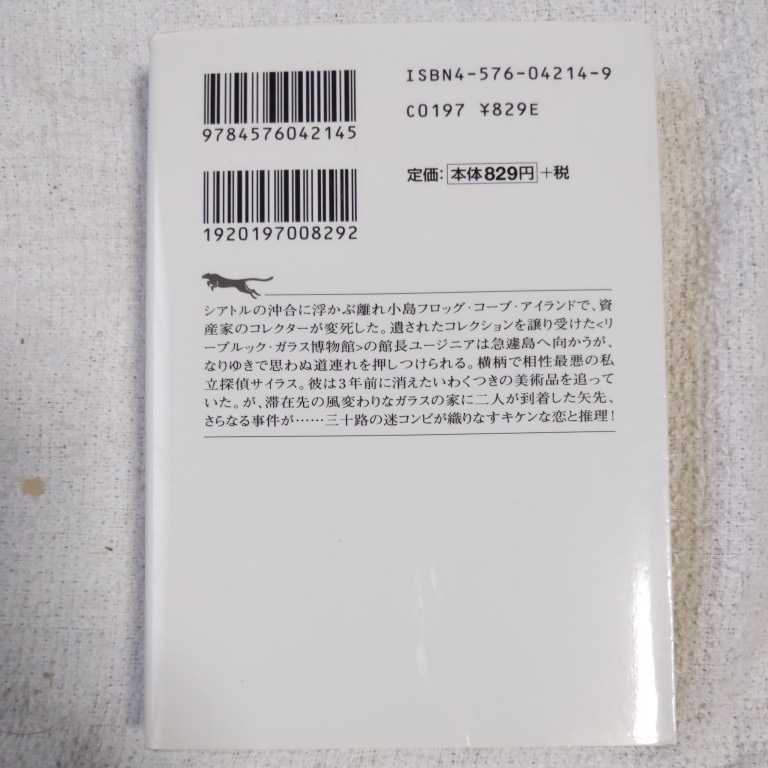 ISBN4-576-04214-9
C0197 ¥829E
9784576042145
定価：本体829円＋税
1920197008292
シアトルの沖合に浮かぶ離れ小島フロッグ・コーブ・アイランドで、資
産家のコレクターが変死した。遺されたコレクションを譲り受けた<リ
ーブルック・ガラス博物館>の館長ユージニアは急遽島へ向かうが、
なりゆきで思わぬ道連れを押しつけられる。横柄で相性最悪の私
立探偵サイラス。彼は3年前に消えたいわくつきの美術品を追って
いた。が、滞在先の風変わりなガラスの家に二人が到着した矢先、
さらなる事件が……三十路の迷コンビが織りなすキケンな恋と推理！